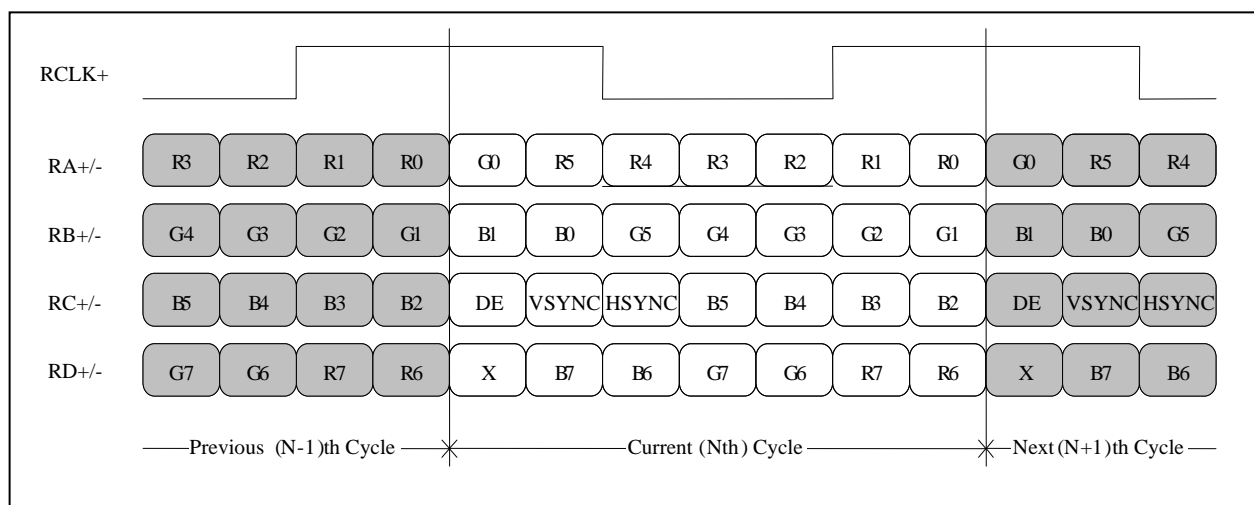 RCLK+
RA+/- R3 R2 R1 R0 G0 R5 R4 R3 R2 R1 R0 G0 R5 R4
RB+/- G4 G3 G2 G1 B1 B0 G5 G4 G3 G2 G1 B1 B0 G5
RC+/- B5 B4 B3 B2 DE VSYNC HSYNC B5 B4 B3 B2 DE VSYNC HSYNC
RD+/- G7 G6 R7 R6 X B7 B6 G7 G6 R7 R6 X B7 B6
Previous (N-1)th Cycle Current (Nth) Cycle Next (N+1)th Cycle